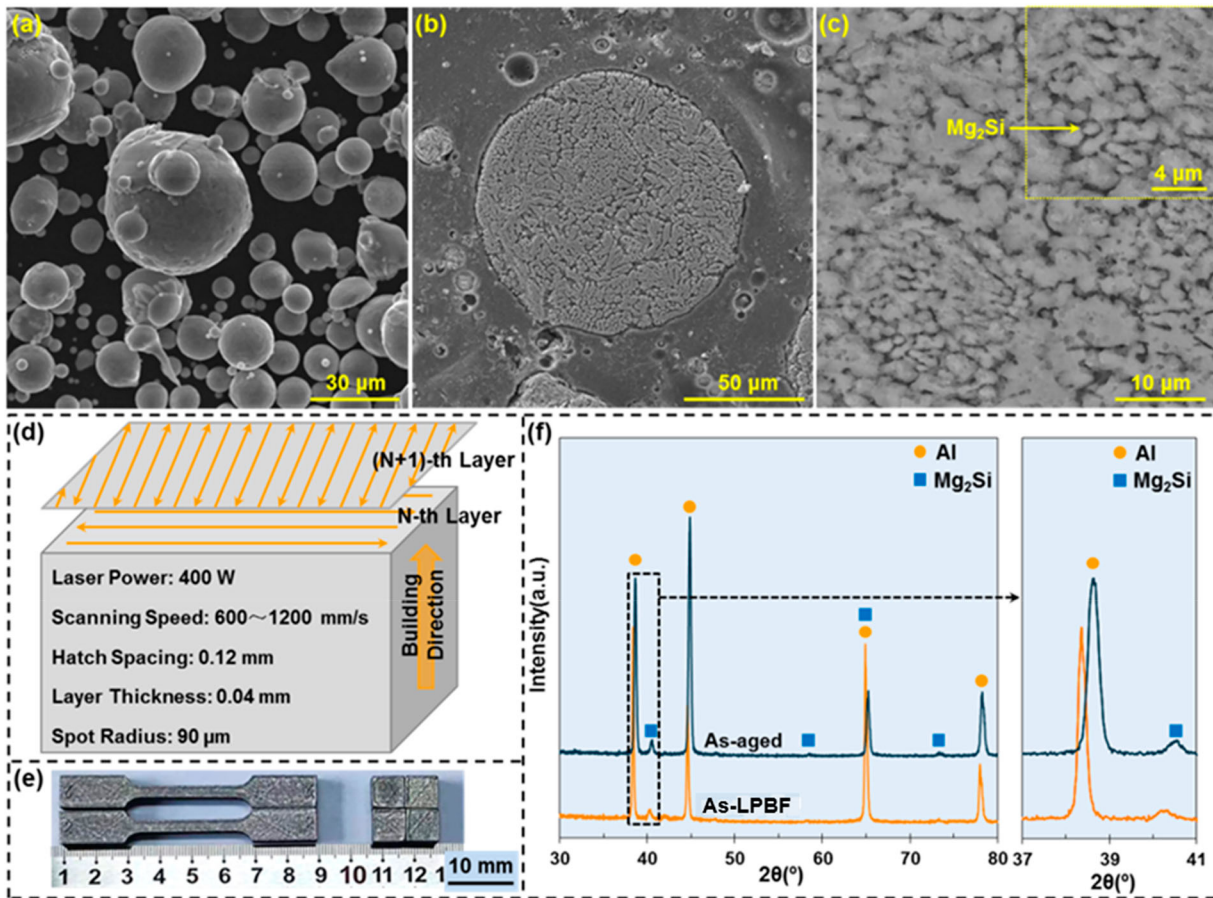 (a)
30 µm
(b)
50 µm
(c)
Mg₂Si
4 µm
10 µm
(d)
(N+1)-th Layer
N-th Layer
Laser Power: 400 W
Scanning Speed: 600～1200 mm/s
Hatch Spacing: 0.12 mm
Layer Thickness: 0.04 mm
Spot Radius: 90 µm
Building
Direction
(e)
1 2 3 4 5 6 7 8 9 10 11 12 1
10 mm
(f)
Al
Mg₂Si
Intensity(a.u.)
As-aged
As-LPBF
30 40 50 60 70 80
2θ(°)
Al
Mg₂Si
37 39 41
2θ(°)